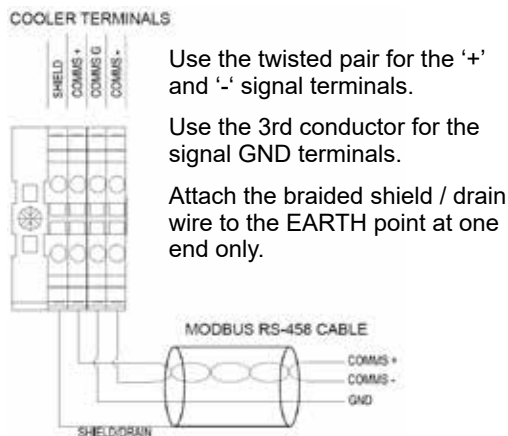 COOLER TERMINALS
SHIELD
COMMS +
COMMS G
COMMS -
Use the twisted pair for the ‘+’
and ‘-‘ signal terminals.
Use the 3rd conductor for the
signal GND terminals.
Attach the braided shield / drain
wire to the EARTH point at one
end only.
MODBUS RS-458 CABLE
COMMS +
COMMS -
GND
SHIELD/DRAIN